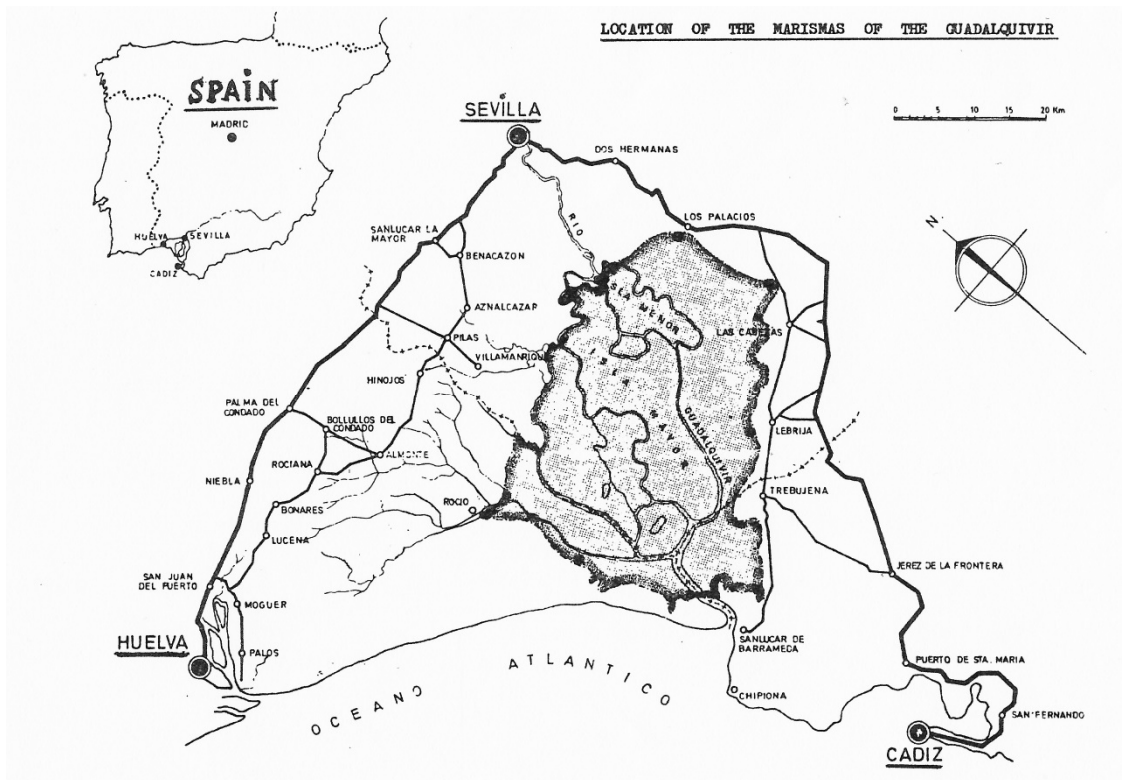 LOCATION OF THE MARISMAS OF THE GUADALQUIVIR
SPAIN
MADRID
HUELVA
SEVILLA
CADIZ
0 5 10 15 20 Km
N
SEVILLA
DOS HERMANAS
RIO
LOS PALACIOS
SANLUCAR LA
MAYOR
BENACAZON
AZNALCAZAR
ISLA MENOR
LAS CABEZAS
PILAS
VILLAMANRIQUE
HINOJOS
ISLA MAYOR
GUADALQUIVIR
PALMA DEL
CONDADO
BOLLULLOS DEL
CONDADO
LEBRIJA
ROCIANA
ALMONTE
NIEBLA
TREBUJENA
BONARES
ROCIO
LUCENA
SAN JUAN
DEL PUERTO
JEREZ DE LA FRONTERA
MOGUER
HUELVA
PALOS
SANLUCAR DE
BARRAMEDA
OCEANO ATLANTICO
PUERTO DE STA. MARIA
CHIPIONA
SAN FERNANDO
CADIZ